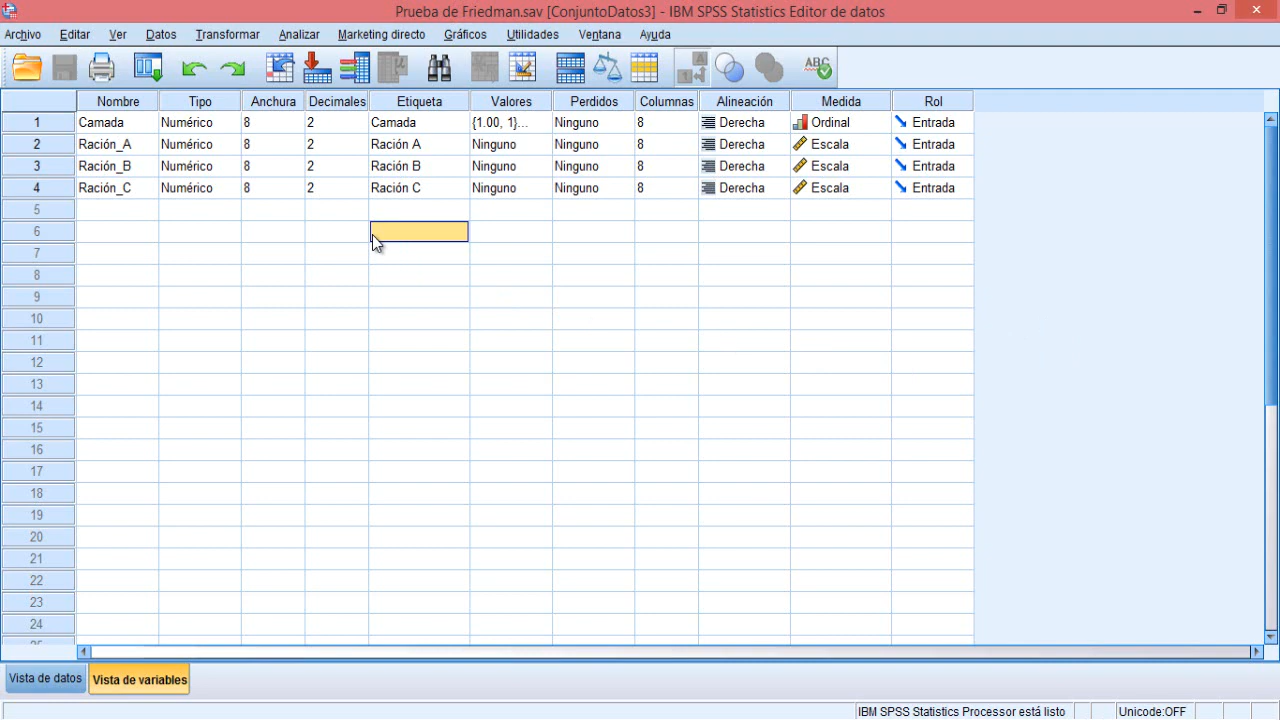 Prueba de Friedman.sav [ConjuntoDatos3] - IBM SPSS Statistics Editor de datos
Archivo Editar Ver Datos Transformar Analizar Marketing directo Gráficos Utilidades Ventana Ayuda
Nombre Tipo Anchura Decimales Etiqueta Valores Perdidos Columnas Alineación Medida Rol
1 Camada Numérico 8 2 Camada {1.00, 1}... Ninguno 8 Derecha Ordinal Entrada
2 Ración_A Numérico 8 2 Ración A Ninguno Ninguno 8 Derecha Escala Entrada
3 Ración_B Numérico 8 2 Ración B Ninguno Ninguno 8 Derecha Escala Entrada
4 Ración_C Numérico 8 2 Ración C Ninguno Ninguno 8 Derecha Escala Entrada
5
6
7
8
9
10
11
12
13
14
15
16
17
18
19
20
21
22
23
24
Vista de datos Vista de variables
IBM SPSS Statistics Processor está listo Unicode:OFF